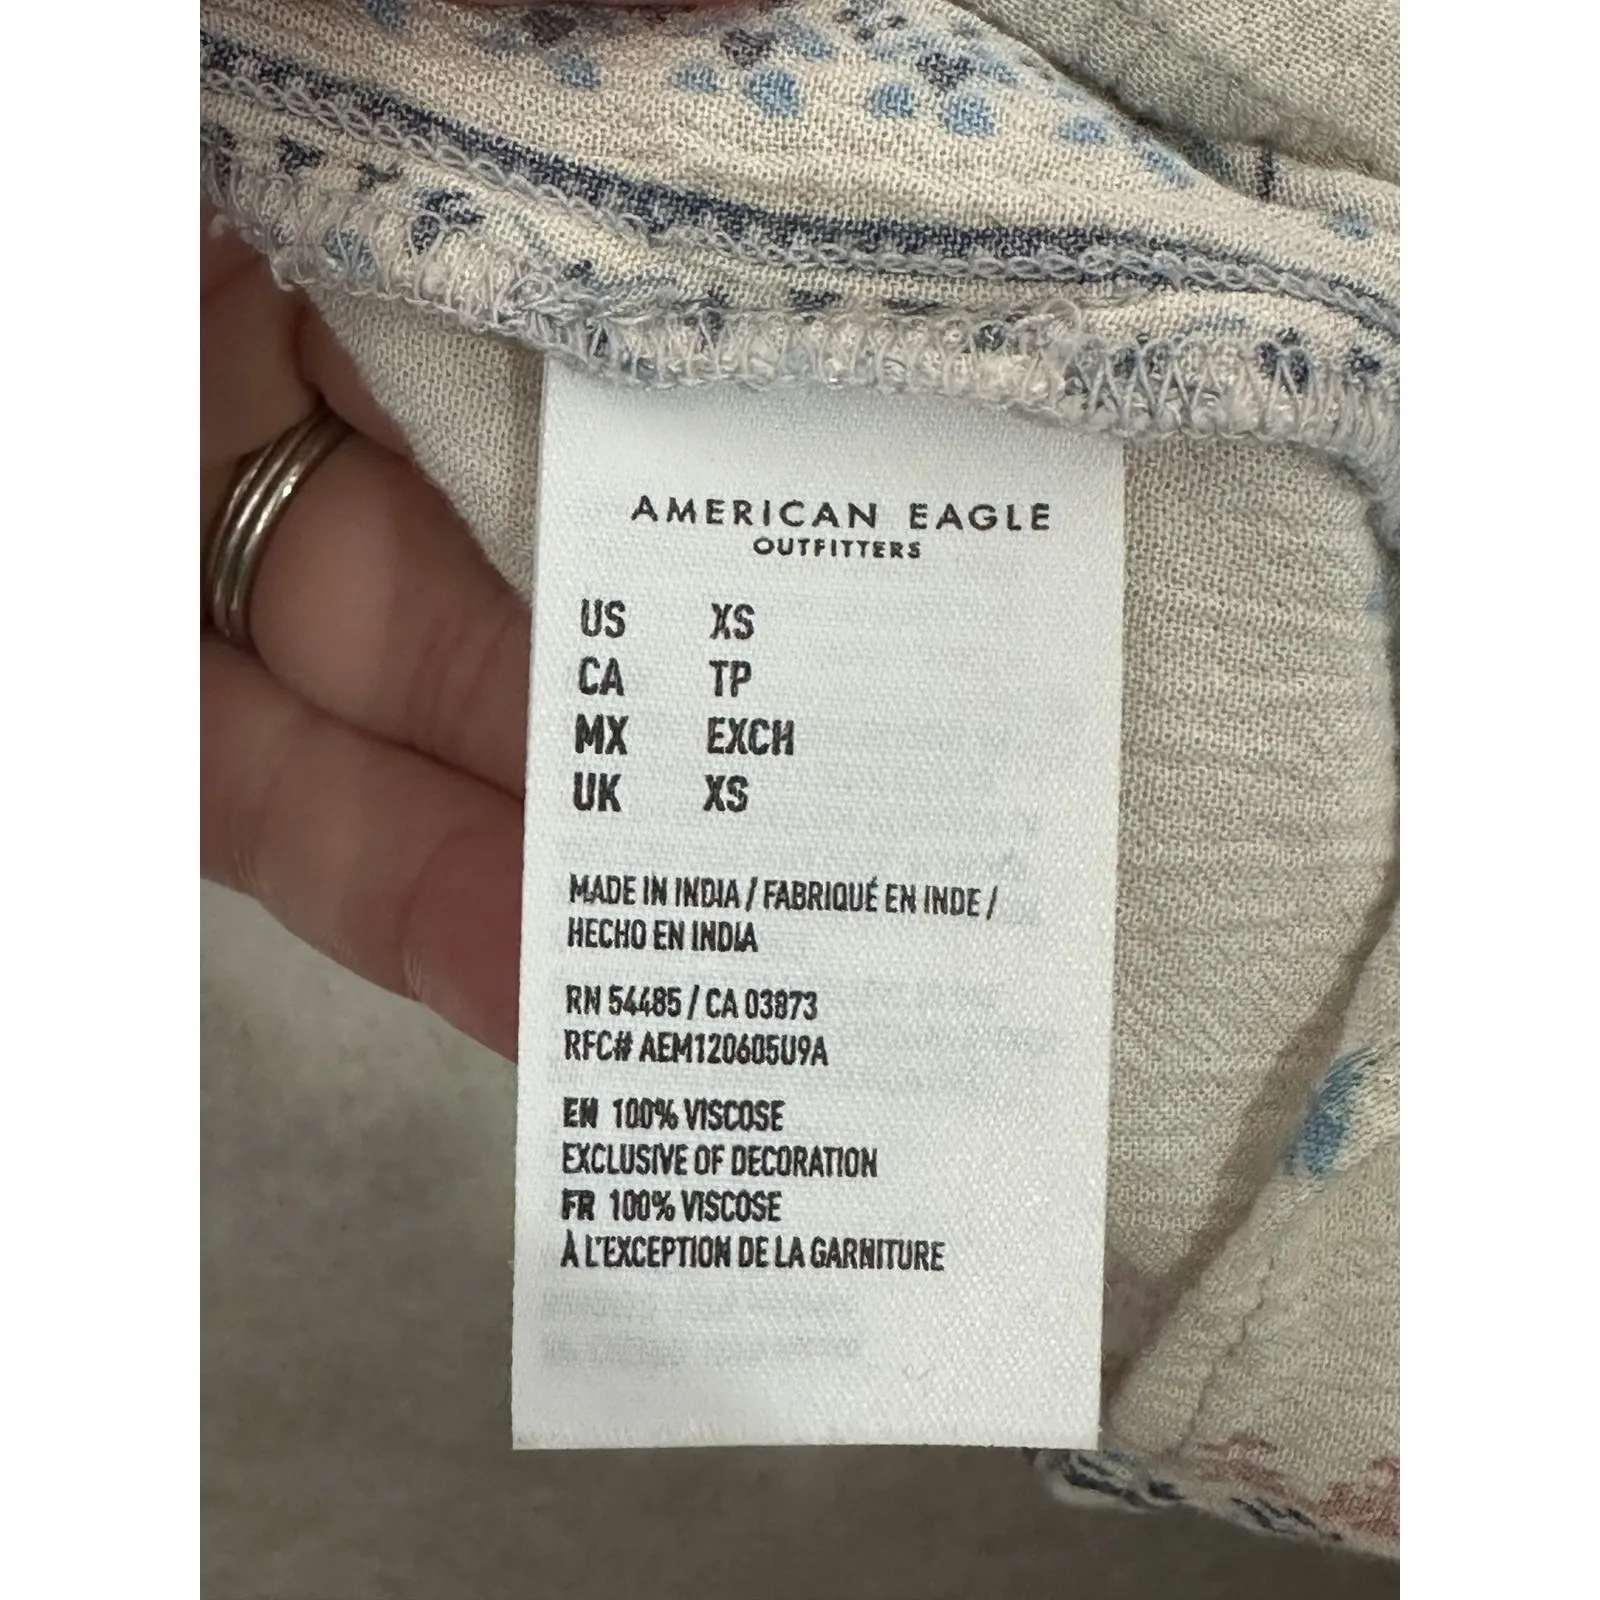 AMERICAN EAGLE
OUTFITTERS
US XS
CA TP
MX EXCH
UK XS
MADE IN INDIA / FABRIQUÉ EN INDE /
HECHO EN INDIA
RN 54485 / CA 03873
RFC# AEM120605U9A
EN 100% VISCOSE
EXCLUSIVE OF DECORATION
FR 100% VISCOSE
À L'EXCEPTION DE LA GARNITURE